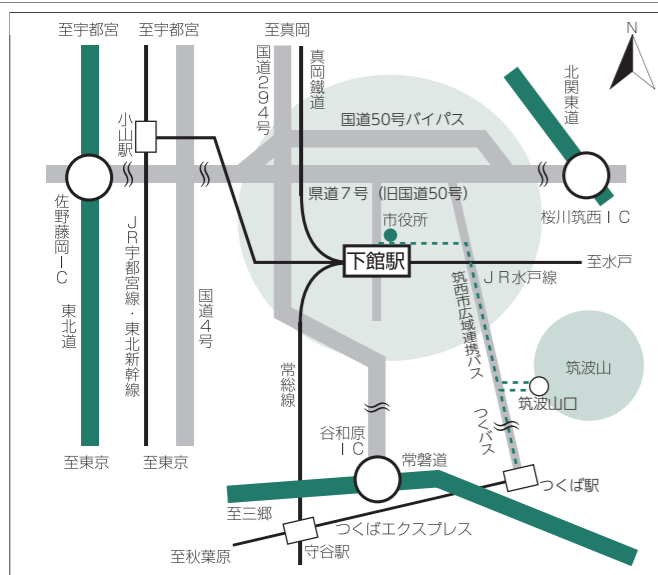 至宇都宮
至宇都宮
至真岡
N
国道294号
真岡鐵道
北関東道
小山駅
国道50号バイパス
県道７号（旧国道50号）
佐野藤岡IC
市役所
桜川筑西ＩＣ
下館駅
至水戸
ＪＲ水戸線
東北道
ＪＲ宇都宮線・東北新幹線
国道4号
筑西市広域連携バス
常総線
筑波山
筑波山口
つくバス
谷和原
ＩＣ
至東京
至東京
常磐道
つくば駅
至三郷
つくばエクスプレス
至秋葉原
守谷駅